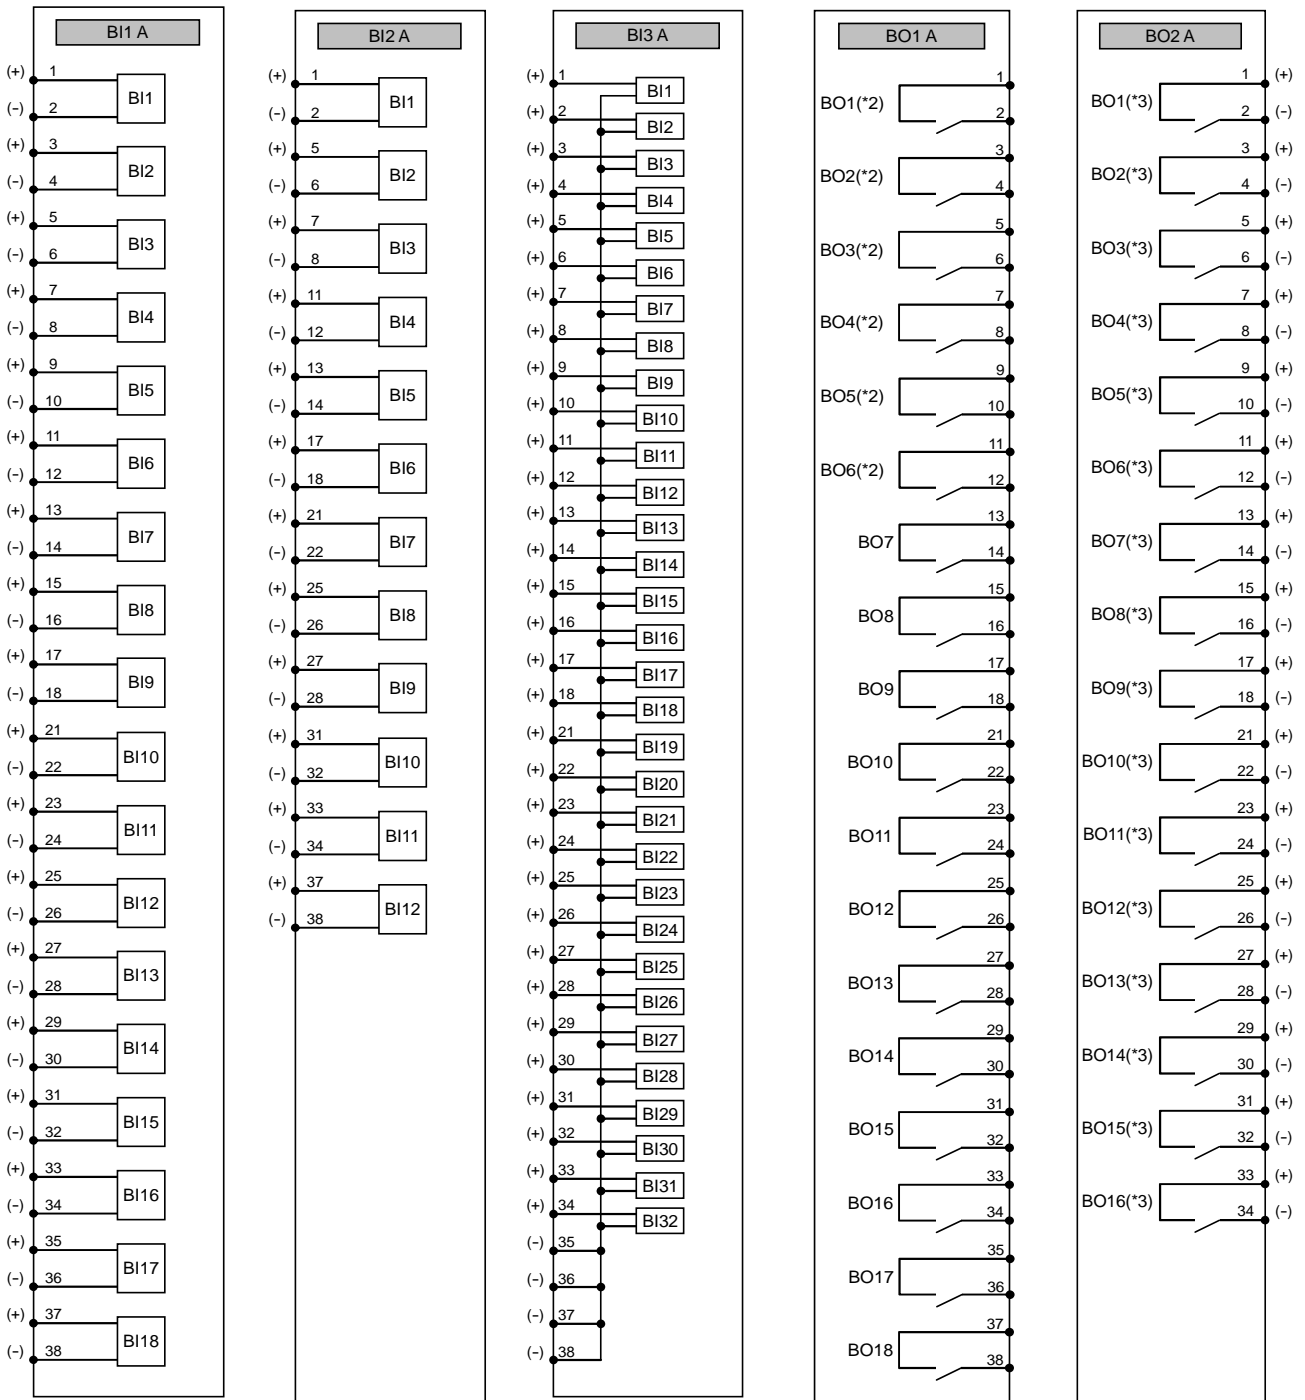 BI1 A
(+) 1
BI1
(-) 2
(+) 3
BI2
(-) 4
(+) 5
BI3
(-) 6
(+) 7
BI4
(-) 8
(+) 9
BI5
(-) 10
(+) 11
BI6
(-) 12
(+) 13
BI7
(-) 14
(+) 15
BI8
(-) 16
(+) 17
BI9
(-) 18
(+) 21
BI10
(-) 22
(+) 23
BI11
(-) 24
(+) 25
BI12
(-) 26
(+) 27
BI13
(-) 28
(+) 29
BI14
(-) 30
(+) 31
BI15
(-) 32
(+) 33
BI16
(-) 34
(+) 35
BI17
(-) 36
(+) 37
BI18
(-) 38
BI2 A
(+) 1
BI1
(-) 2
(+) 5
BI2
(-) 6
(+) 7
BI3
(-) 8
(+) 11
BI4
(-) 12
(+) 13
BI5
(-) 14
(+) 17
BI6
(-) 18
(+) 21
BI7
(-) 22
(+) 25
BI8
(-) 26
(+) 27
BI9
(-) 28
(+) 31
BI10
(-) 32
(+) 33
BI11
(-) 34
(+) 37
BI12
(-) 38
BI3 A
(+) 1 BI1
(+) 2 BI2
(+) 3 BI3
(+) 4 BI4
(+) 5 BI5
(+) 6 BI6
(+) 7 BI7
(+) 8 BI8
(+) 9 BI9
(+) 10 BI10
(+) 11 BI11
(+) 12 BI12
(+) 13 BI13
(+) 14 BI14
(+) 15 BI15
(+) 16 BI16
(+) 17 BI17
(+) 18 BI18
(+) 21 BI19
(+) 22 BI20
(+) 23 BI21
(+) 24 BI22
(+) 25 BI23
(+) 26 BI24
(+) 27 BI25
(+) 28 BI26
(+) 29 BI27
(+) 30 BI28
(+) 31 BI29
(+) 32 BI30
(+) 33 BI31
(+) 34 BI32
(-) 35
(-) 36
(-) 37
(-) 38
BO1 A
1
BO1(*2)
2
3
BO2(*2)
4
5
BO3(*2)
6
7
BO4(*2)
8
9
BO5(*2)
10
11
BO6(*2)
12
13
BO7
14
15
BO8
16
17
BO9
18
21
BO10
22
23
BO11
24
25
BO12
26
27
BO13
28
29
BO14
30
31
BO15
32
33
BO16
34
35
BO17
36
37
BO18
38
BO2 A
1 (+)
BO1(*3)
2 (-)
3 (+)
BO2(*3)
4 (-)
5 (+)
BO3(*3)
6 (-)
7 (+)
BO4(*3)
8 (-)
9 (+)
BO5(*3)
10 (-)
11 (+)
BO6(*3)
12 (-)
13 (+)
BO7(*3)
14 (-)
15 (+)
BO8(*3)
16 (-)
17 (+)
BO9(*3)
18 (-)
21 (+)
BO10(*3)
22 (-)
23 (+)
BO11(*3)
24 (-)
25 (+)
BO12(*3)
26 (-)
27 (+)
BO13(*3)
28 (-)
29 (+)
BO14(*3)
30 (-)
31 (+)
BO15(*3)
32 (-)
33 (+)
BO16(*3)
34 (-)